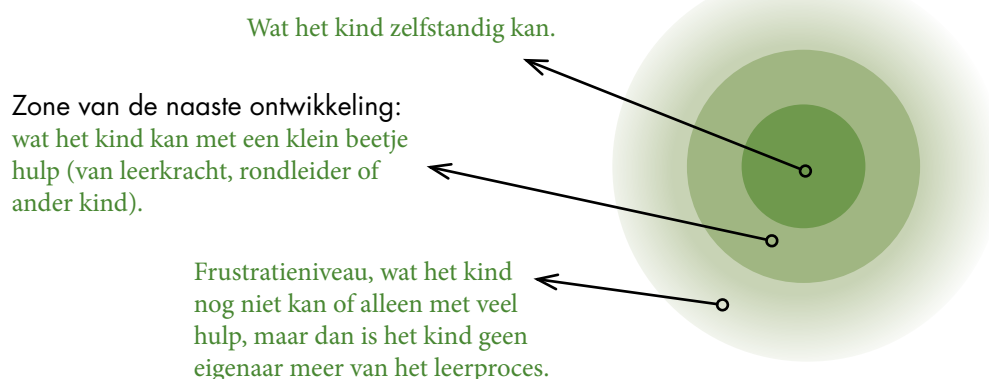 Wat het kind zelfstandig kan.
Zone van de naaste ontwikkeling:
wat het kind kan met een klein beetje
hulp (van leerkracht, rondleider of
ander kind).
Frustratieniveau, wat het kind
nog niet kan of alleen met veel
hulp, maar dan is het kind geen
eigenaar meer van het leerproces.